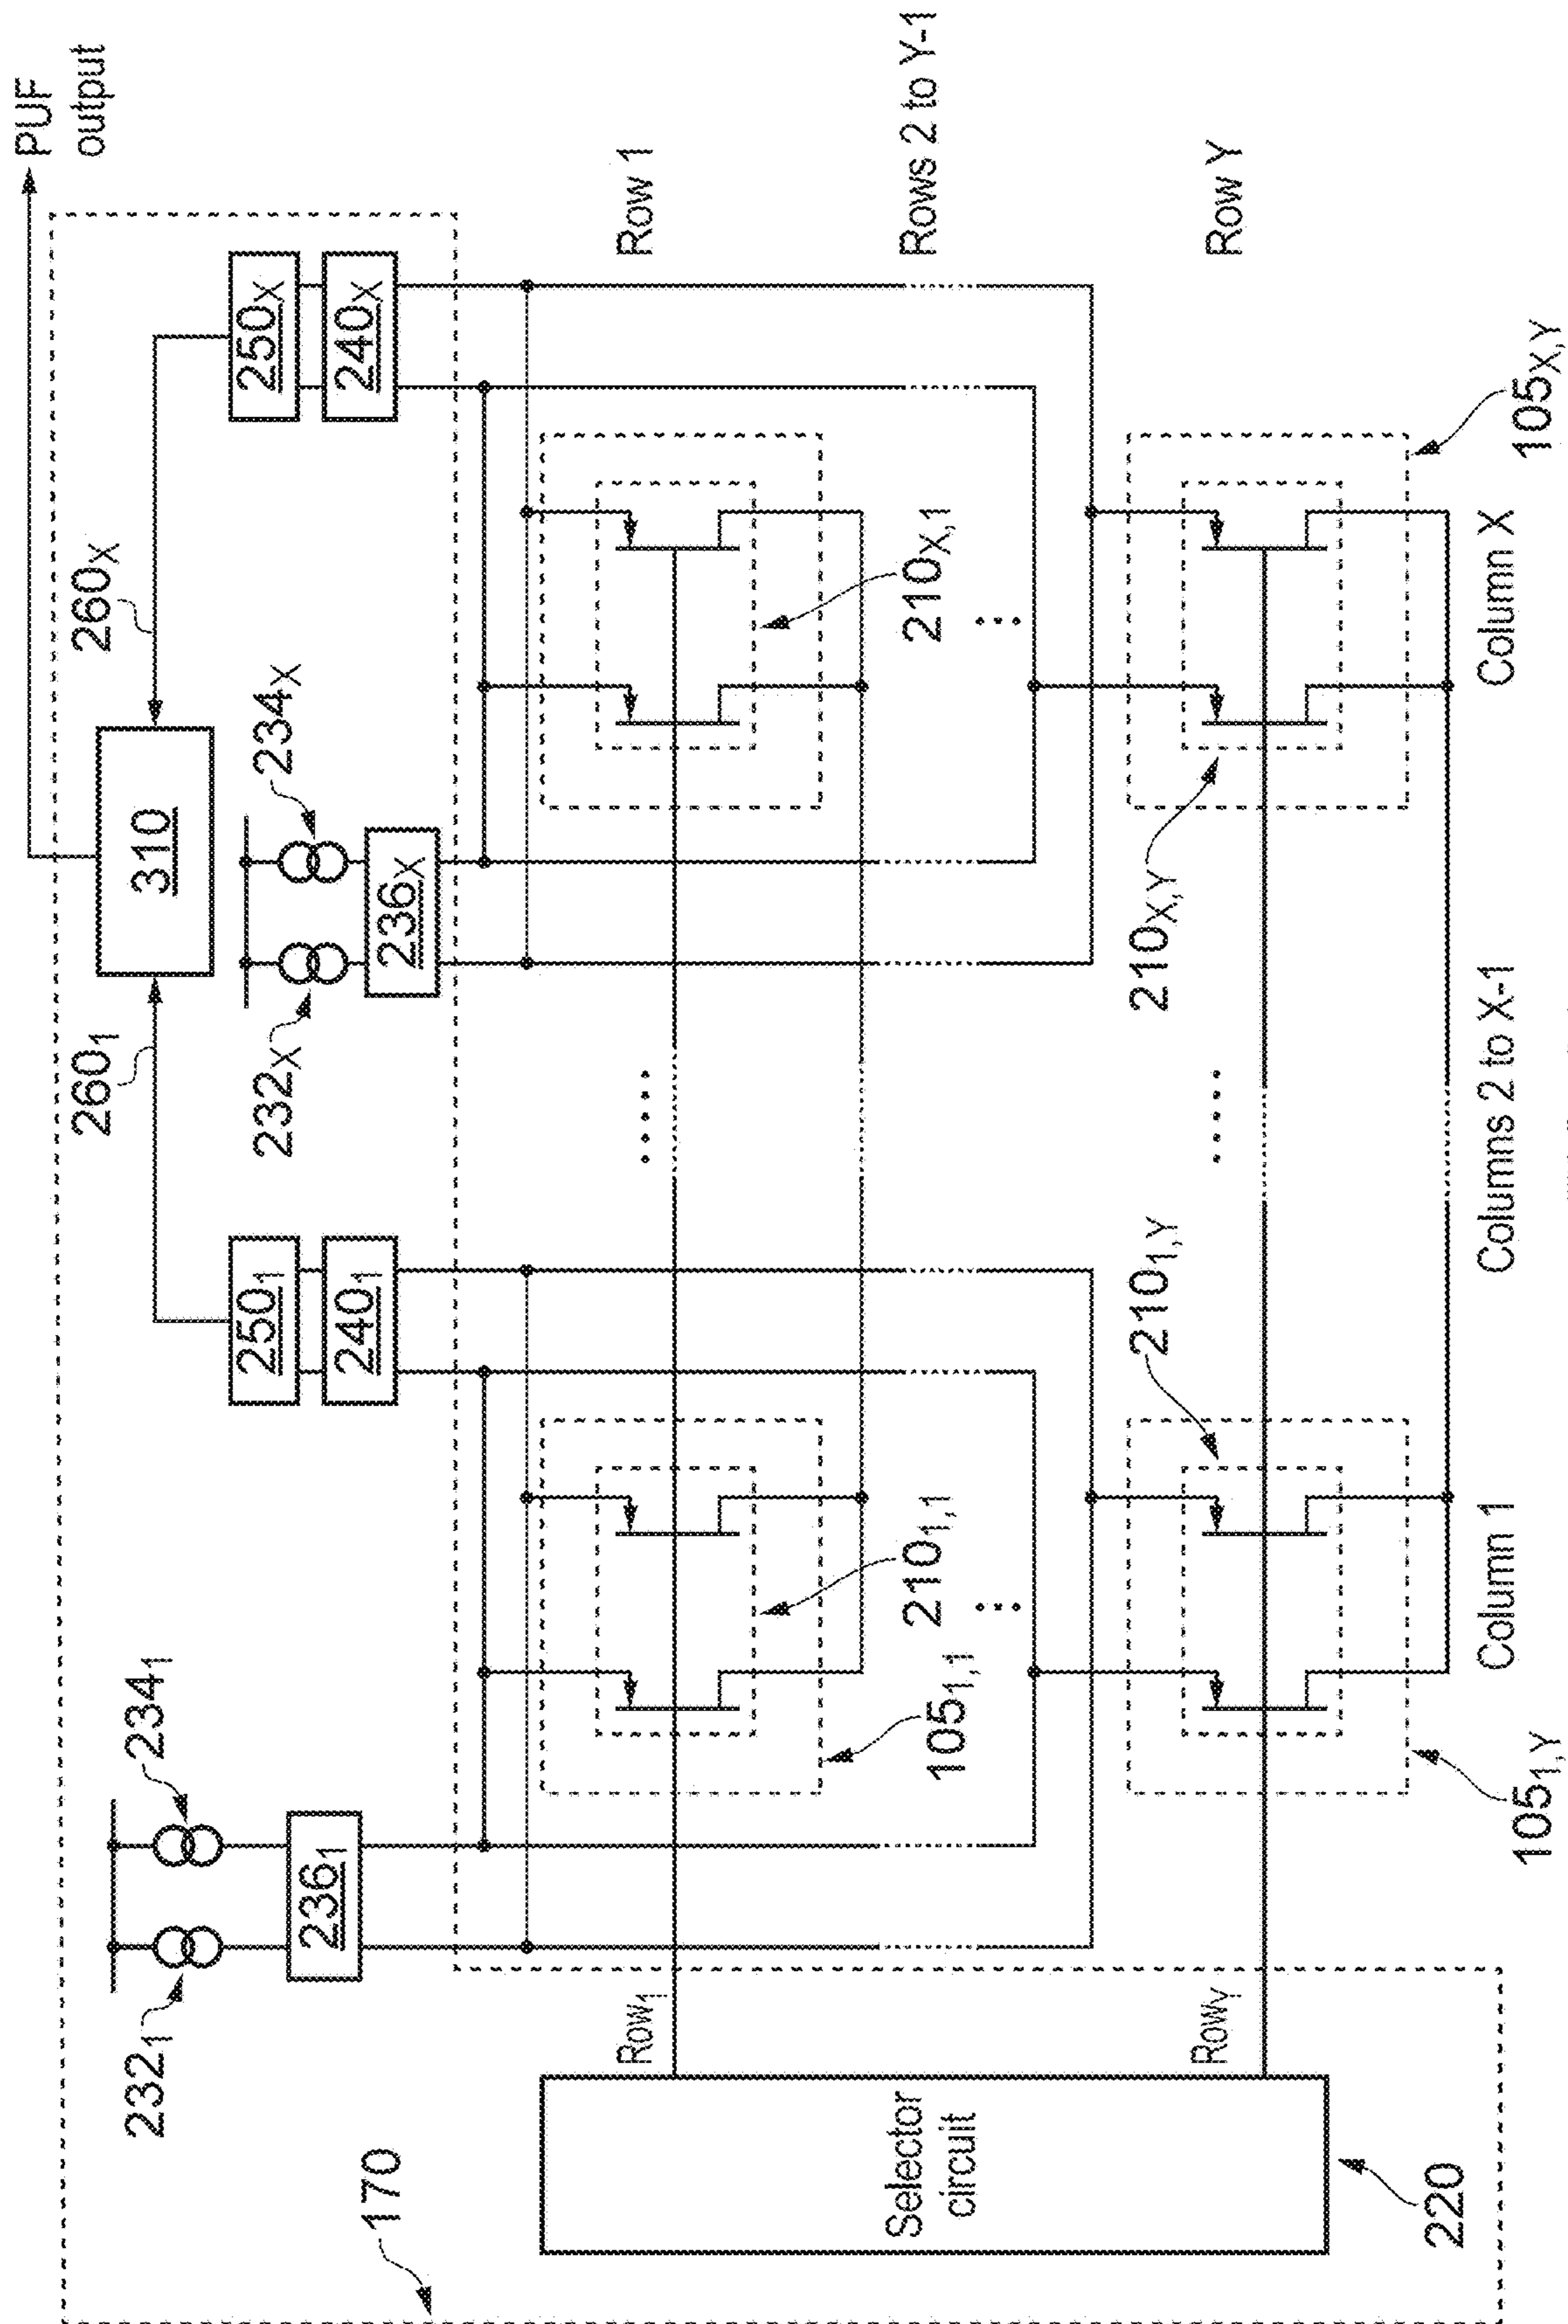 PUF
output
170
232₁
234₁
236₁
260₁
260ₓ
310
250₁
240₁
232ₓ
234ₓ
236ₓ
250ₓ
240ₓ
Selector
circuit
220
Row₁
Row 1
105₁,₁
210₁,₁
210X,1
Rows 2 to Y-1
RowY
Row Y
210₁,Y
210X,Y
105₁,Y
105X,Y
Column 1
Columns 2 to X-1
Column X